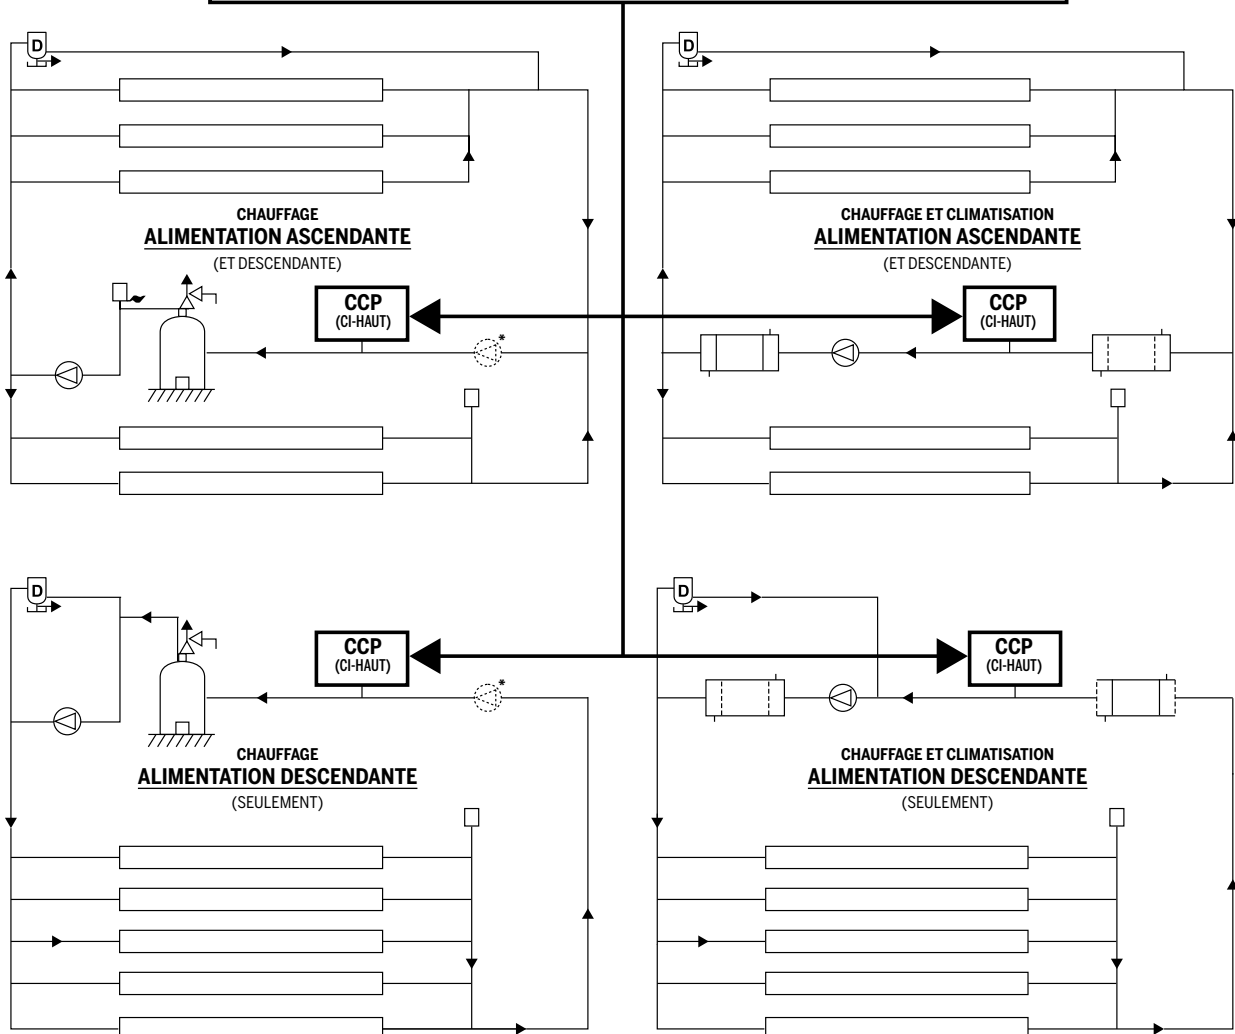 D
D
CHAUFFAGE
ALIMENTATION ASCENDANTE
(ET DESCENDANTE)
CHAUFFAGE ET CLIMATISATION
ALIMENTATION ASCENDANTE
(ET DESCENDANTE)
CCP
(CI-HAUT)
CCP
(CI-HAUT)
*
D
D
CCP
(CI-HAUT)
CCP
(CI-HAUT)
*
CHAUFFAGE
ALIMENTATION DESCENDANTE
(SEULEMENT)
CHAUFFAGE ET CLIMATISATION
ALIMENTATION DESCENDANTE
(SEULEMENT)